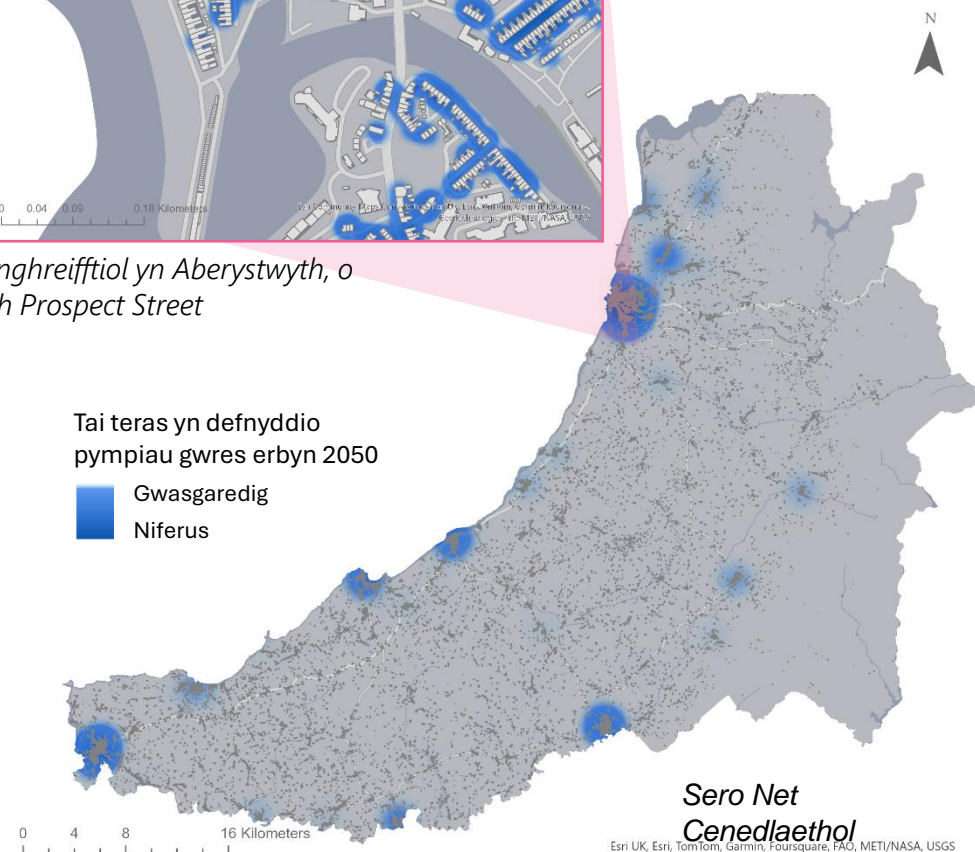 N
0 0.04 0.09 0.18 Kilometers
nghreifftiol yn Aberystwyth, o
h Prospect Street
Tai teras yn defnyddio
pympiau gwres erbyn 2050
Gwasgaredig
Niferus
0 4 8 16 Kilometers
Sero Net
Cenedlaethol
Esri UK, Esri, TomTom, Garmin, Foursquare, FAO, METI/NASA, USGS